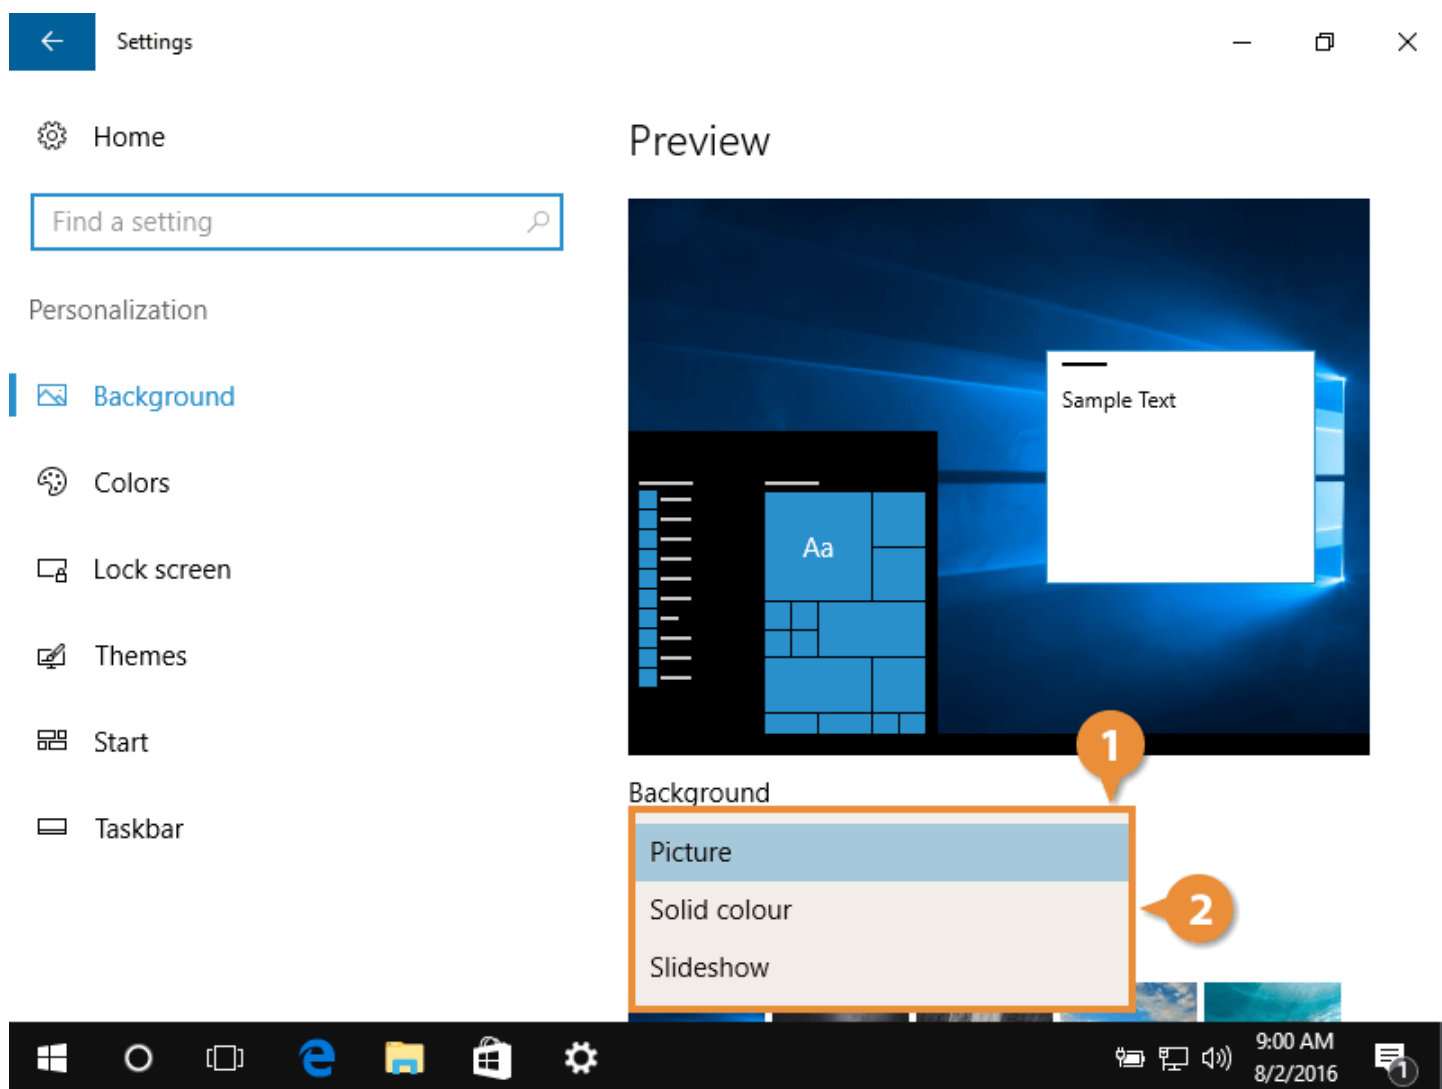 Settings
Home
Find a setting
Personalization
Background
Colors
Lock screen
Themes
Start
Taskbar
Preview
Sample Text
Aa
1
Background
Picture
Solid colour
Slideshow
2
9:00 AM
8/2/2016
1